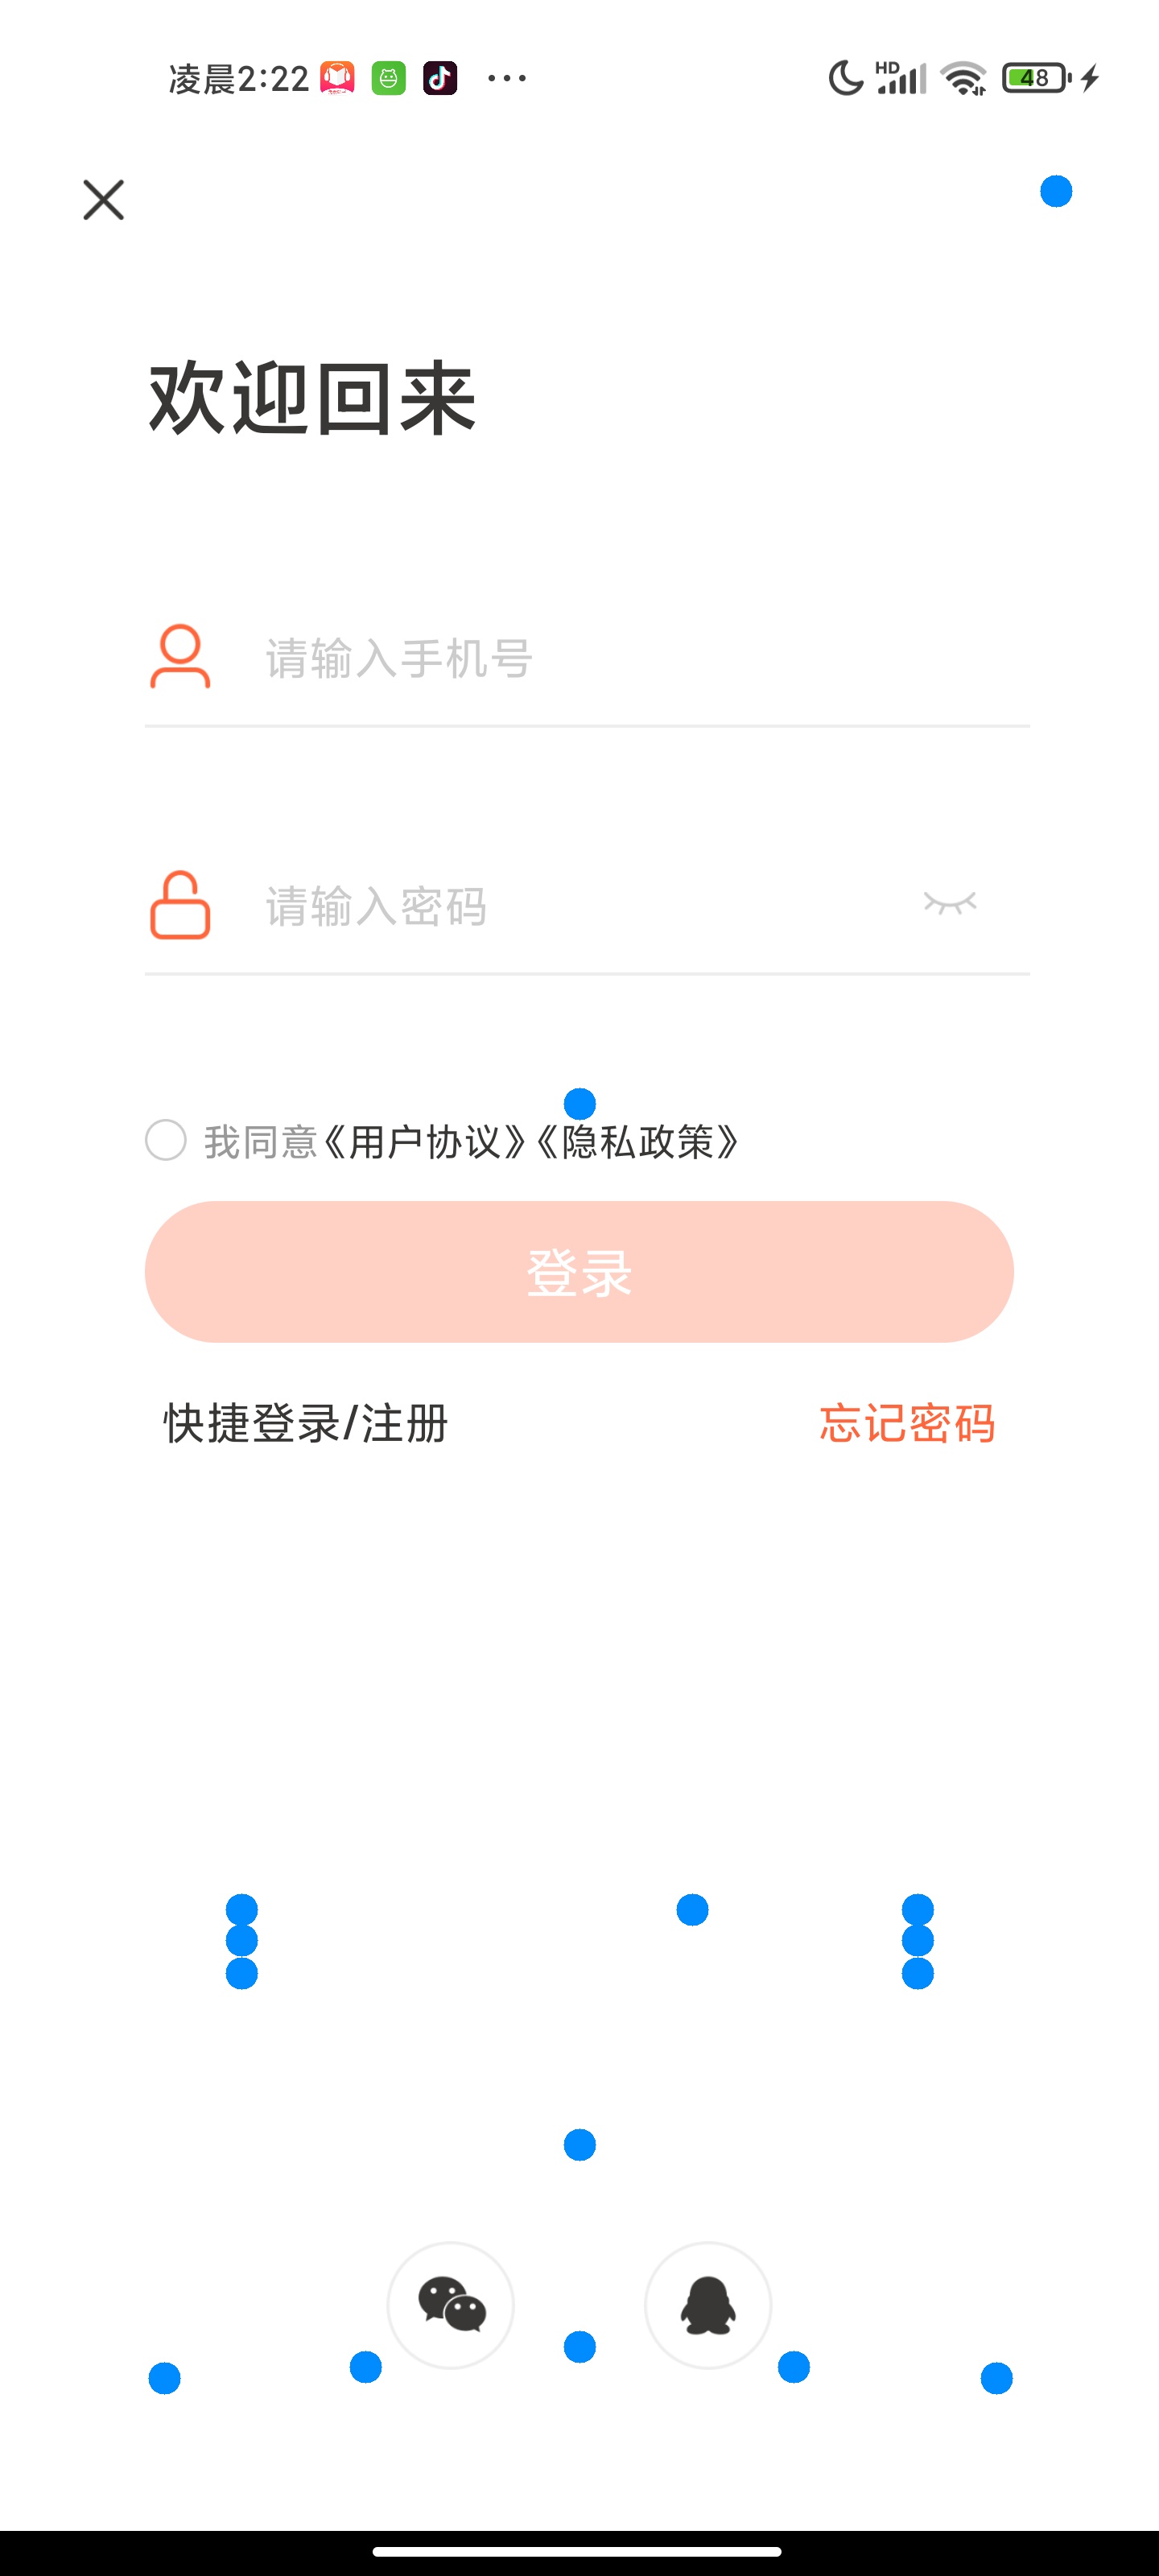 凌晨2:22 ... HD 48
欢迎回来
请输入手机号
请输入密码
我同意《用户协议》《隐私政策》
登录
快捷登录/注册 忘记密码